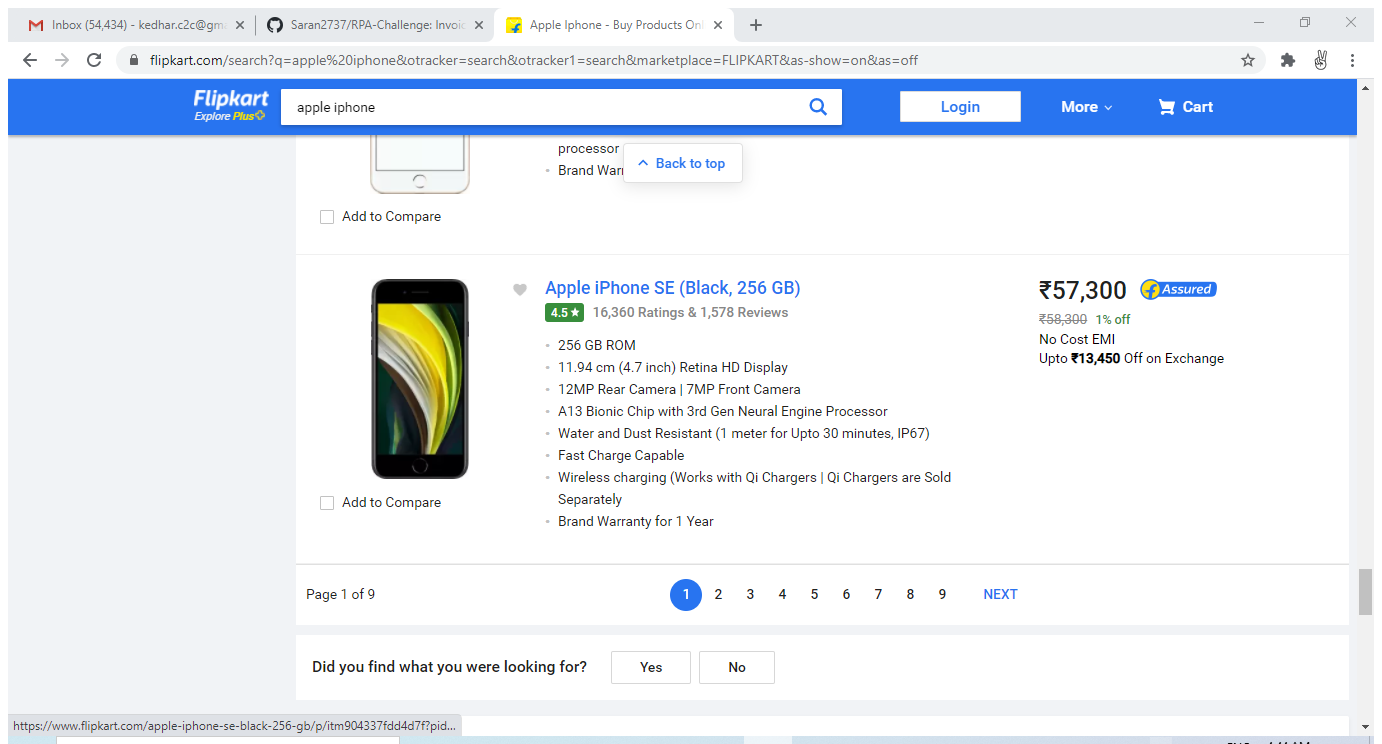 Inbox (54,434) - kedhar.c2c@gm
Saran2737/RPA-Challenge: Invoic
Apple Iphone - Buy Products Onl
flipkart.com/search?q=apple%20iphone&otracker=search&otracker1=search&marketplace=FLIPKART&as-show=on&as=off
Flipkart
Explore Plus
apple iphone
Login
More
Cart
processor
Back to top
Brand Warr
Add to Compare
Apple iPhone SE (Black, 256 GB)
4.5★ 16,360 Ratings & 1,578 Reviews
256 GB ROM
11.94 cm (4.7 inch) Retina HD Display
12MP Rear Camera | 7MP Front Camera
A13 Bionic Chip with 3rd Gen Neural Engine Processor
Water and Dust Resistant (1 meter for Upto 30 minutes, IP67)
Fast Charge Capable
Wireless charging (Works with Qi Chargers | Qi Chargers are Sold
Separately
Brand Warranty for 1 Year
₹57,300 Assured
₹58,300 1% off
No Cost EMI
Upto ₹13,450 Off on Exchange
Add to Compare
Page 1 of 9
1 2 3 4 5 6 7 8 9 NEXT
Did you find what you were looking for? Yes No
https://www.flipkart.com/apple-iphone-se-black-256-gb/p/itm904337fdd4d7f?pid...